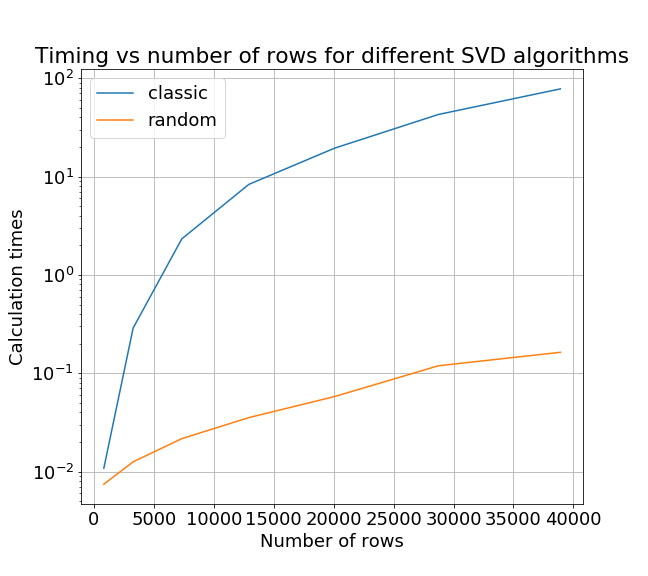 Timing vs number of rows for different SVD algorithms
classic
random
Calculation times
10²
10¹
10⁰
10⁻¹
10⁻²
0 5000 10000 15000 20000 25000 30000 35000 40000
Number of rows